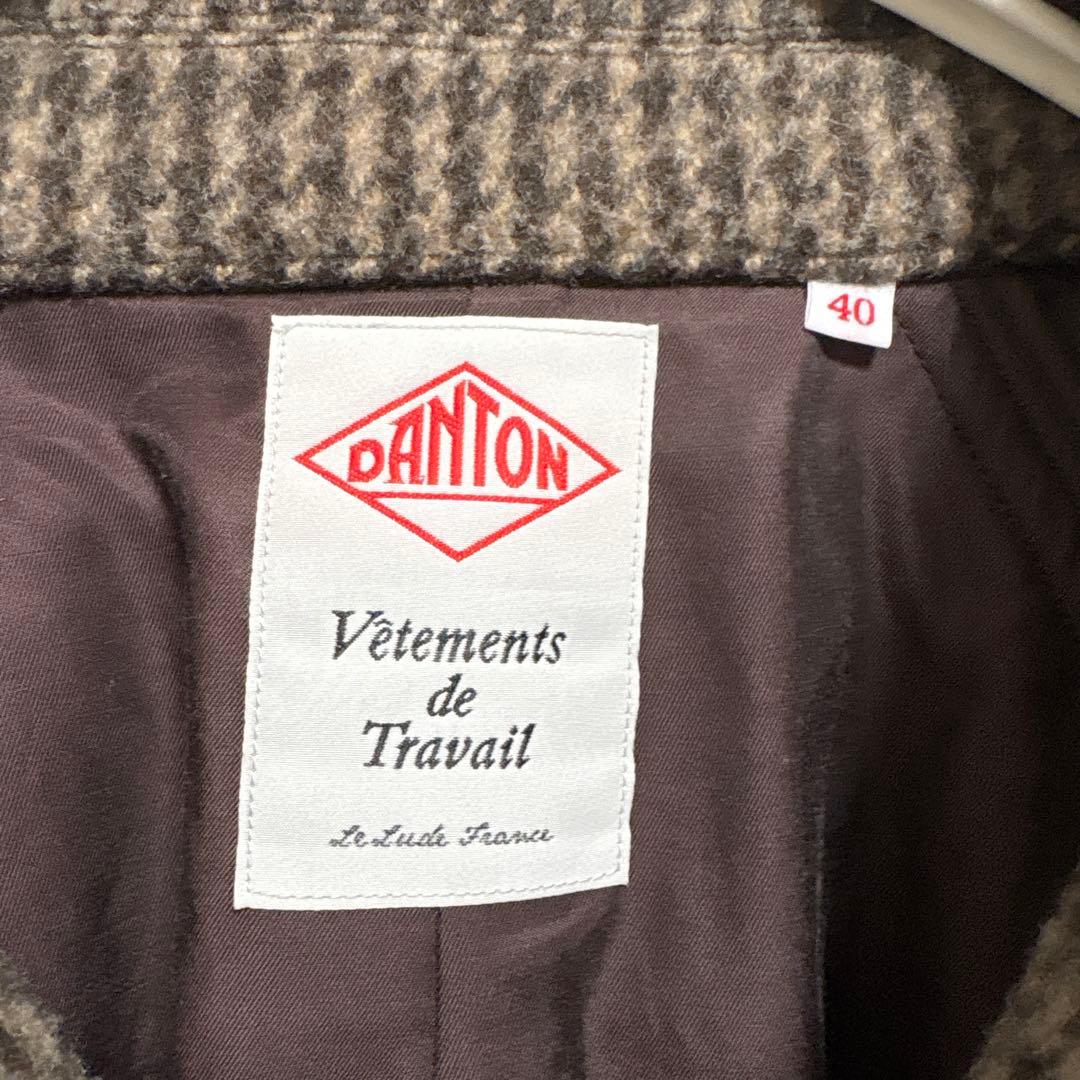 40
DANTON
Vêtements
de
Travail
Le Lude France